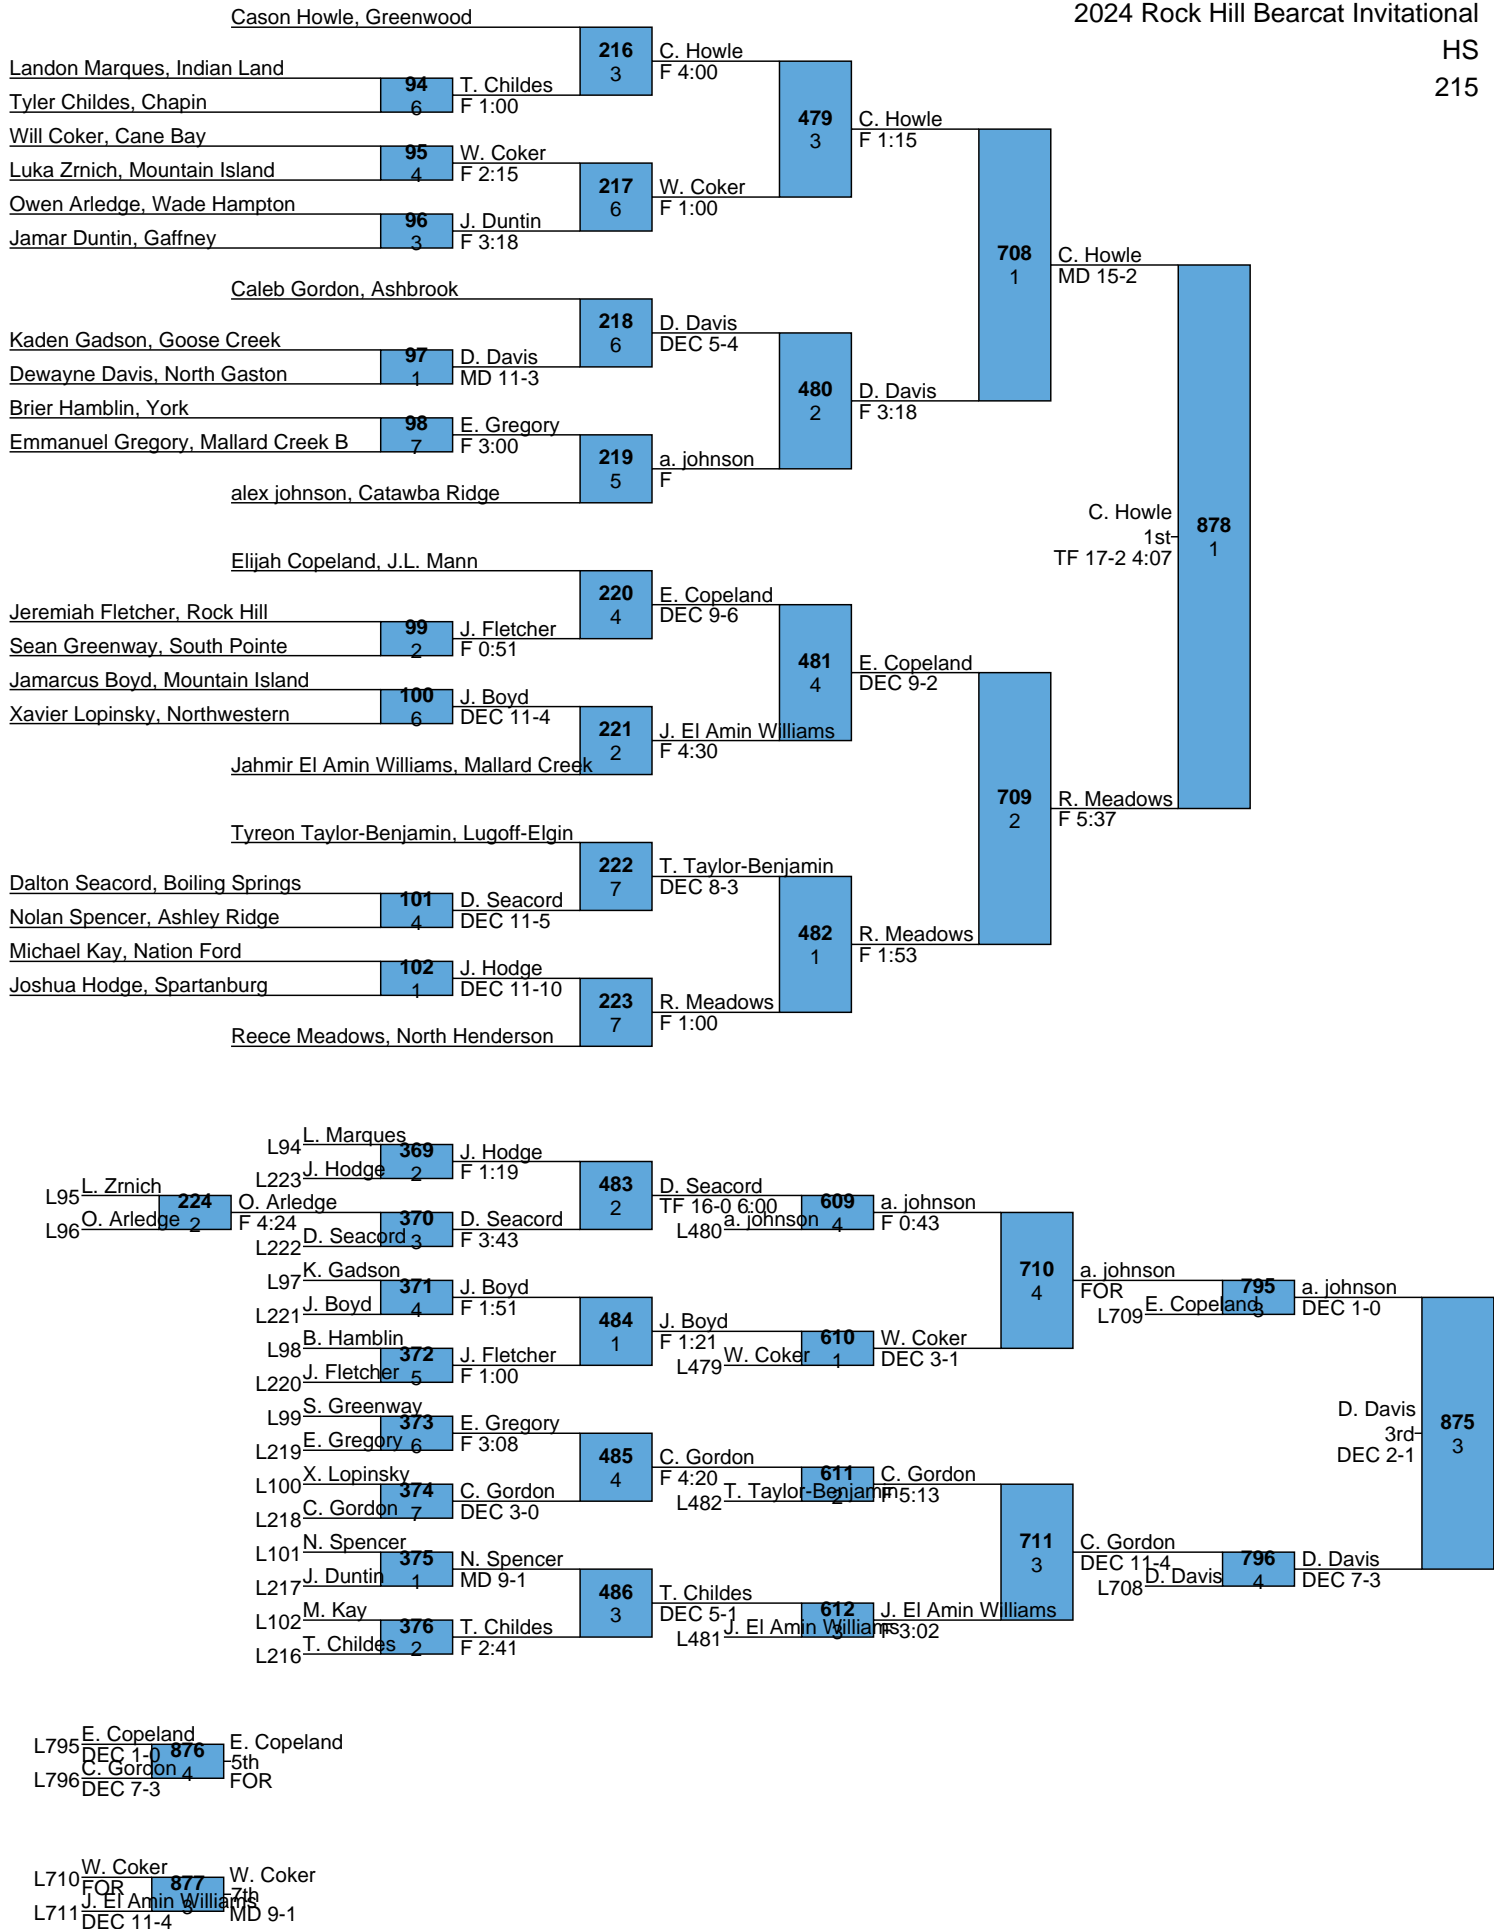 2024 Rock Hill Bearcat Invitational
HS
215
Cason Howle, Greenwood
216
3
C. Howle
F 4:00
Landon Marques, Indian Land
94
6
T. Childes
F 1:00
Tyler Childes, Chapin
479
3
C. Howle
F 1:15
Will Coker, Cane Bay
95
4
W. Coker
F 2:15
Luka Zrnich, Mountain Island
217
6
W. Coker
F 1:00
Owen Arledge, Wade Hampton
96
3
J. Duntin
F 3:18
Jamar Duntin, Gaffney
708
1
C. Howle
MD 15-2
Caleb Gordon, Ashbrook
218
6
D. Davis
DEC 5-4
Kaden Gadson, Goose Creek
97
1
D. Davis
MD 11-3
Dewayne Davis, North Gaston
480
2
D. Davis
F 3:18
Brier Hamblin, York
98
7
E. Gregory
F 3:00
Emmanuel Gregory, Mallard Creek B
219
5
a. johnson
F
alex johnson, Catawba Ridge
C. Howle
1st
TF 17-2 4:07
878
1
Elijah Copeland, J.L. Mann
220
4
E. Copeland
DEC 9-6
Jeremiah Fletcher, Rock Hill
99
2
J. Fletcher
F 0:51
Sean Greenway, South Pointe
481
4
E. Copeland
DEC 9-2
Jamarcus Boyd, Mountain Island
100
6
J. Boyd
DEC 11-4
Xavier Lopinsky, Northwestern
221
2
J. El Amin Williams
F 4:30
Jahmir El Amin Williams, Mallard Creek
709
2
R. Meadows
F 5:37
Tyreon Taylor-Benjamin, Lugoff-Elgin
222
7
T. Taylor-Benjamin
DEC 8-3
Dalton Seacord, Boiling Springs
101
4
D. Seacord
DEC 11-5
Nolan Spencer, Ashley Ridge
482
1
R. Meadows
F 1:53
Michael Kay, Nation Ford
102
1
J. Hodge
DEC 11-10
Joshua Hodge, Spartanburg
223
7
R. Meadows
F 1:00
Reece Meadows, North Henderson
L94 L. Marques
369
2
J. Hodge
F 1:19
L223 J. Hodge
L95 L. Zrnich
224
2
O. Arledge
F 4:24
L96 O. Arledge
483
2
D. Seacord
TF 16-0 6:00
370
3
D. Seacord
F 3:43
L222 D. Seacord
609
4
a. johnson
F 0:43
L480 a. johnson
L97 K. Gadson
371
4
J. Boyd
F 1:51
L221 J. Boyd
710
4
a. johnson
FOR
795
3
a. johnson
DEC 1-0
L709 E. Copeland
484
1
J. Boyd
F 1:21
L98 B. Hamblin
372
5
J. Fletcher
F 1:00
L220 J. Fletcher
610
1
W. Coker
DEC 3-1
L479 W. Coker
L99 S. Greenway
373
6
E. Gregory
F 3:08
L219 E. Gregory
D. Davis
3rd
DEC 2-1
875
3
485
4
C. Gordon
F 4:20
L100 X. Lopinsky
374
7
C. Gordon
DEC 3-0
L218 C. Gordon
611
2
C. Gordon
F 5:13
L482 T. Taylor-Benjamin
L101 N. Spencer
375
1
N. Spencer
MD 9-1
L217 J. Duntin
711
3
C. Gordon
DEC 11-4
796
4
D. Davis
DEC 7-3
L708 D. Davis
486
3
T. Childes
DEC 5-1
L102 M. Kay
376
2
T. Childes
F 2:41
L216 T. Childes
612
3
J. El Amin Williams
F 3:02
L481 J. El Amin Williams
L795 E. Copeland
DEC 1-0
876
4
E. Copeland
5th
FOR
L796 C. Gordon
DEC 7-3
L710 W. Coker
FOR
877
3
W. Coker
7th
MD 9-1
L711 J. El Amin Williams
DEC 11-4